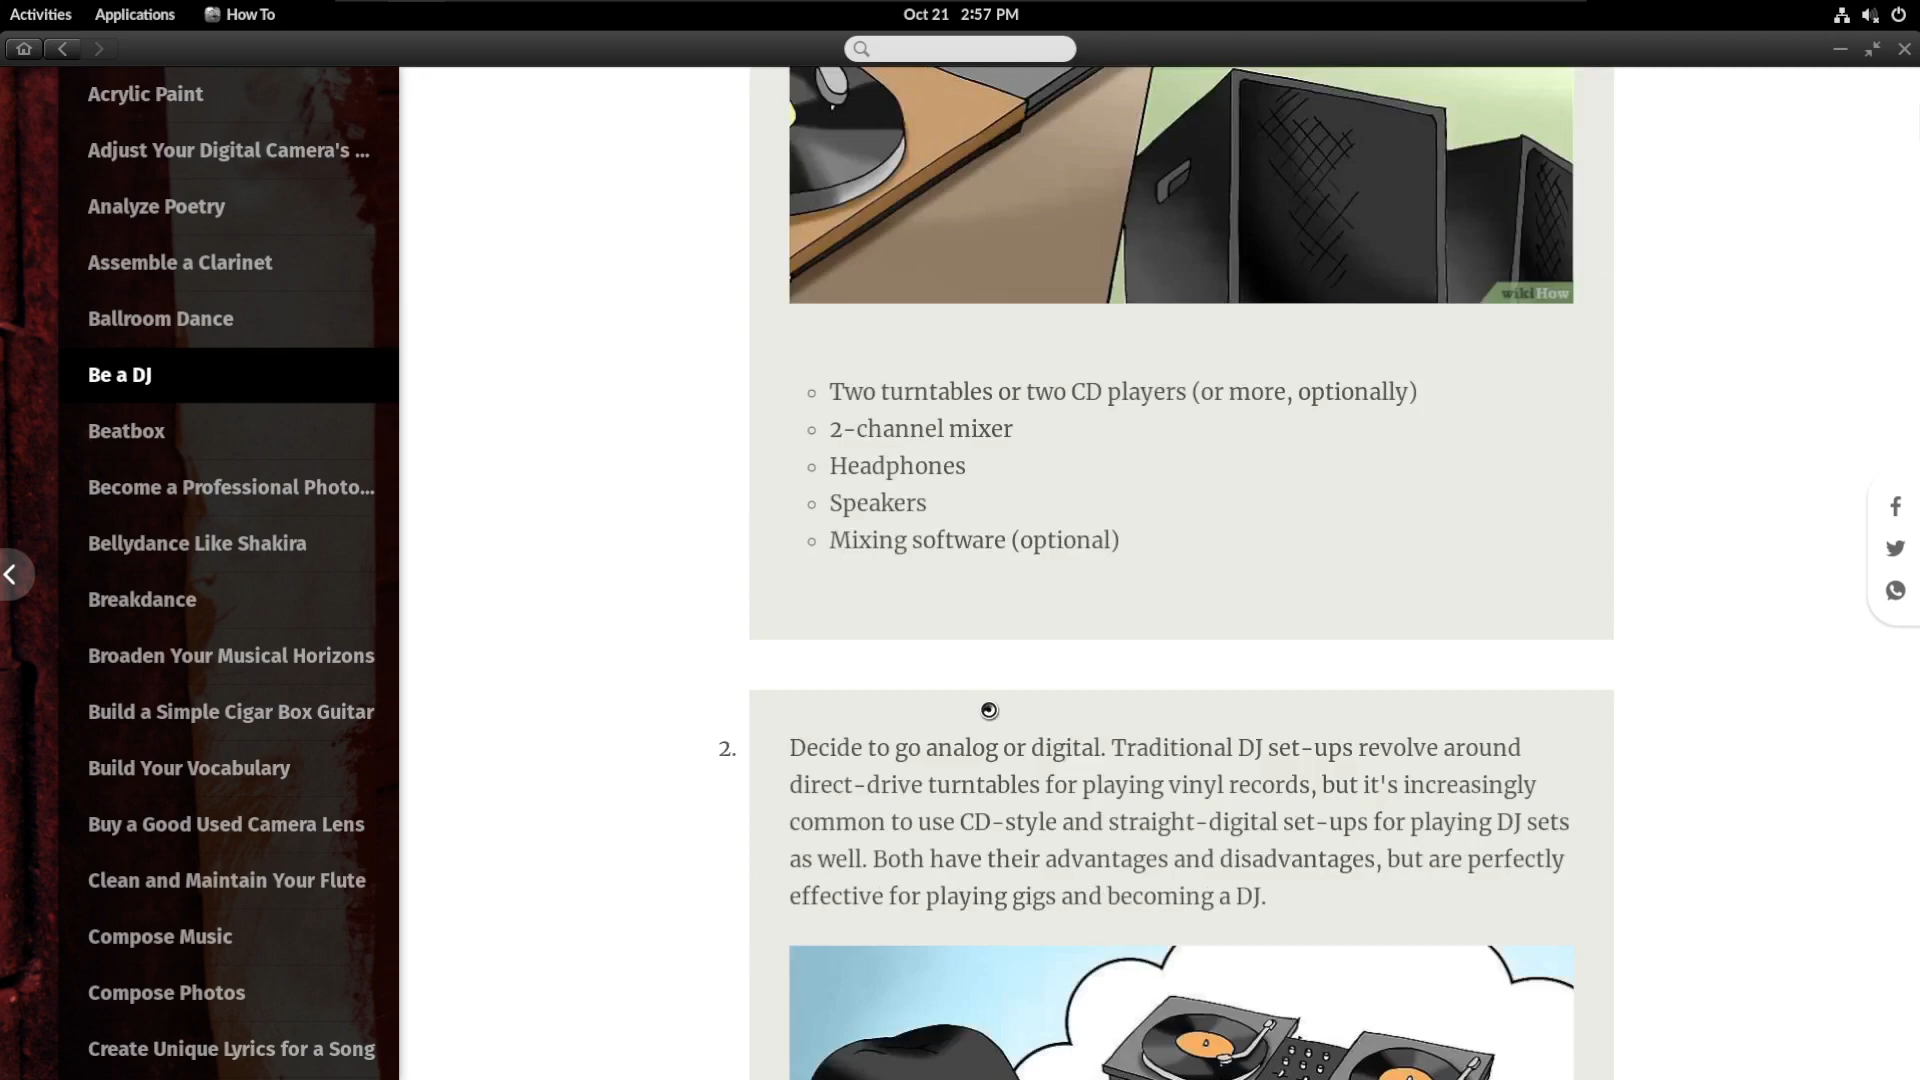 Activities Applications How To Oct 21 2:57 PM
Acrylic Paint
Adjust Your Digital Camera's ...
Analyze Poetry
Assemble a Clarinet
Ballroom Dance
Be a DJ
Beatbox
Become a Professional Photo...
Bellydance Like Shakira
Breakdance
Broaden Your Musical Horizons
Build a Simple Cigar Box Guitar
Build Your Vocabulary
Buy a Good Used Camera Lens
Clean and Maintain Your Flute
Compose Music
Compose Photos
Create Unique Lyrics for a Song
wikiHow
Two turntables or two CD players (or more, optionally)
2-channel mixer
Headphones
Speakers
Mixing software (optional)
2. Decide to go analog or digital. Traditional DJ set-ups revolve around
direct-drive turntables for playing vinyl records, but it's increasingly
common to use CD-style and straight-digital set-ups for playing DJ sets
as well. Both have their advantages and disadvantages, but are perfectly
effective for playing gigs and becoming a DJ.